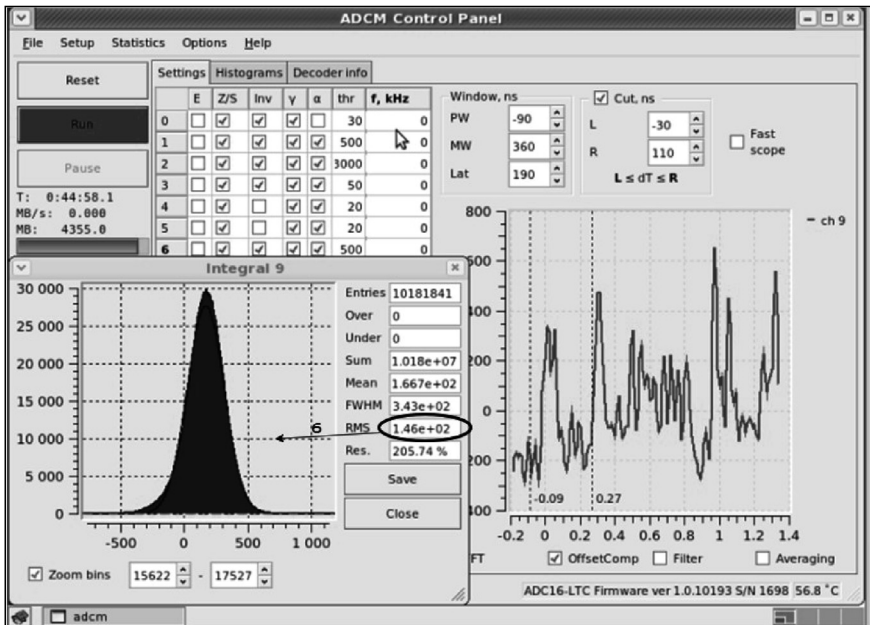 ADCM Control Panel
File Setup Statistics Options Help
Reset
Run
Pause
T: 0:44:58.1
MB/s: 0.000
MB: 4355.0
Settings Histograms Decoder info
E Z/S Inv γ α thr f, kHz
0 30 0
1 500 0
2 3000 0
3 50 0
4 20 0
5 20 0
6 500 0
Window, ns
PW -90
MW 360
Lat 190
Cut, ns
L -30
R 110
L ≤ dT ≤ R
Fast
scope
800
600
400
200
0
200
400
-0.09 0.27
-0.2 0 0.2 0.4 0.6 0.8 1 1.2 1.4
ch 9
FT OffsetComp Filter Averaging
ADC16-LTC Firmware ver 1.0.10193 S/N 1698 56.8 °C
Integral 9
30 000
25 000
20 000
15 000
10 000
5 000
0
-500 0 500 1 000
Entries 10181841
Over 0
Under 0
Sum 1.018e+07
Mean 1.667e+02
FWHM 3.43e+02
б RMS 1.46e+02
Res. 205.74 %
Save
Close
Zoom bins 15622 - 17527
adcm